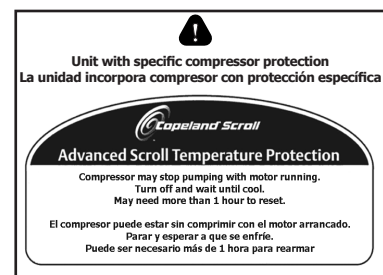 Unit with specific compressor protection
La unidad incorpora compresor con protección específica
Copeland Scroll
Advanced Scroll Temperature Protection
Compressor may stop pumping with motor running.
Turn off and wait until cool.
May need more than 1 hour to reset.
El compresor puede estar sin comprimir con el motor arrancado.
Parar y esperar a que se enfríe.
Puede ser necesario más de 1 hora para rearmar